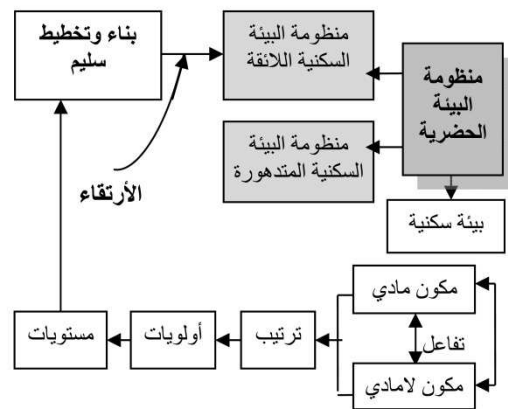 منظومة
البيئة
الحضرية
منظومة البيئة
السكنية اللائقة
بناء وتخطيط
سليم
منظومة البيئة
السكنية المتدهورة
الأرتقاء
بيئة سكنية
مكون مادي
تفاعل
مكون لامادي
ترتيب
أولويات
مستويات